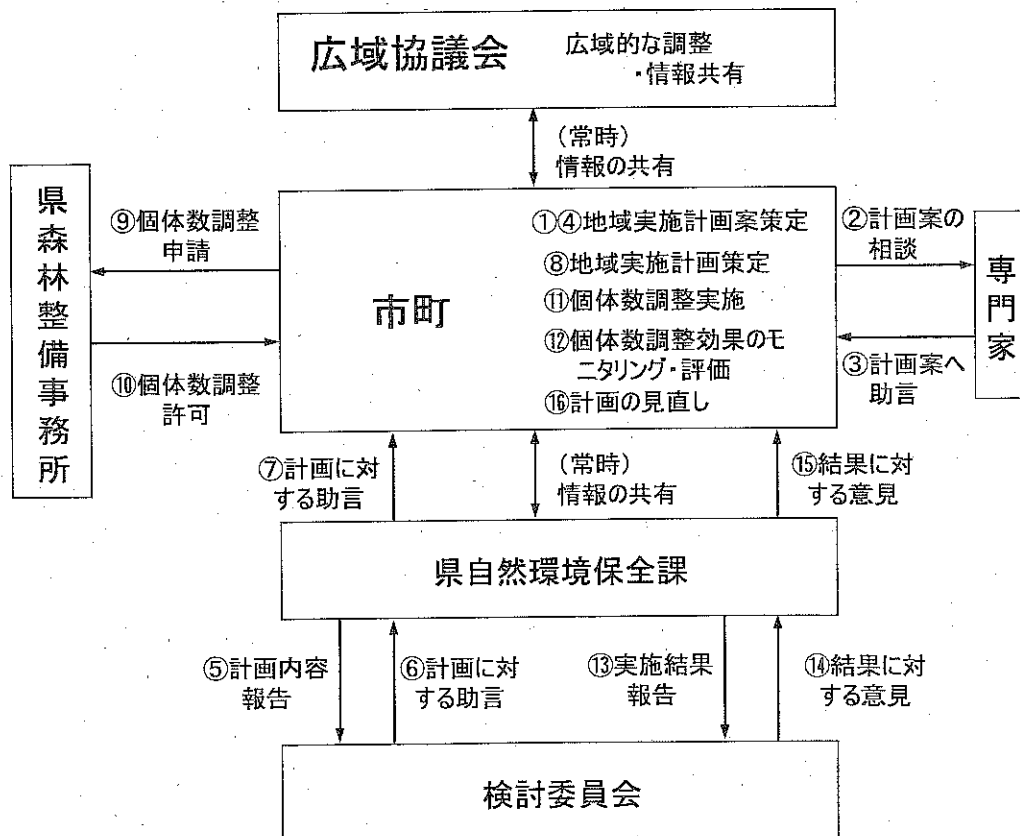 広域協議会
広域的な調整
・情報共有
(常時)
情報の共有
県森林整備事務所
⑨個体数調整
申請
⑩個体数調整
許可
市町
①④地域実施計画案策定
⑧地域実施計画策定
⑪個体数調整実施
⑫個体数調整効果のモ
ニタリング・評価
⑯計画の見直し
②計画案の
相談
③計画案へ
助言
専門家
⑦計画に対
する助言
(常時)
情報の共有
⑮結果に対
する意見
県自然環境保全課
⑤計画内容
報告
⑥計画に対
する助言
⑬実施結果
報告
⑭結果に対
する意見
検討委員会